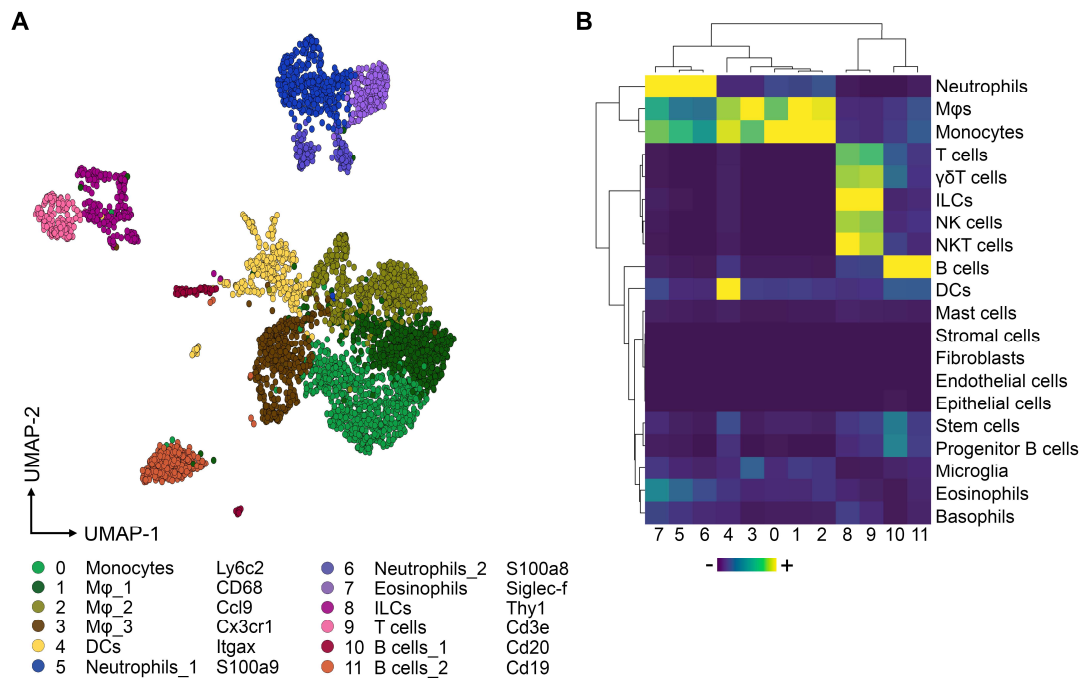 A
B
Neutrophils
Mφs
Monocytes
T cells
γδT cells
ILCs
NK cells
NKT cells
B cells
DCs
Mast cells
Stromal cells
Fibroblasts
Endothelial cells
Epithelial cells
Stem cells
Progenitor B cells
Microglia
Eosinophils
Basophils
7 5 6 4 3 0 1 2 8 9 10 11
- +
UMAP-2
UMAP-1
0 Monocytes Ly6c2
1 Mφ_1 CD68
2 Mφ_2 Ccl9
3 Mφ_3 Cx3cr1
4 DCs Itgax
5 Neutrophils_1 S100a9
6 Neutrophils_2 S100a8
7 Eosinophils Siglec-f
8 ILCs Thy1
9 T cells Cd3e
10 B cells_1 Cd20
11 B cells_2 Cd19